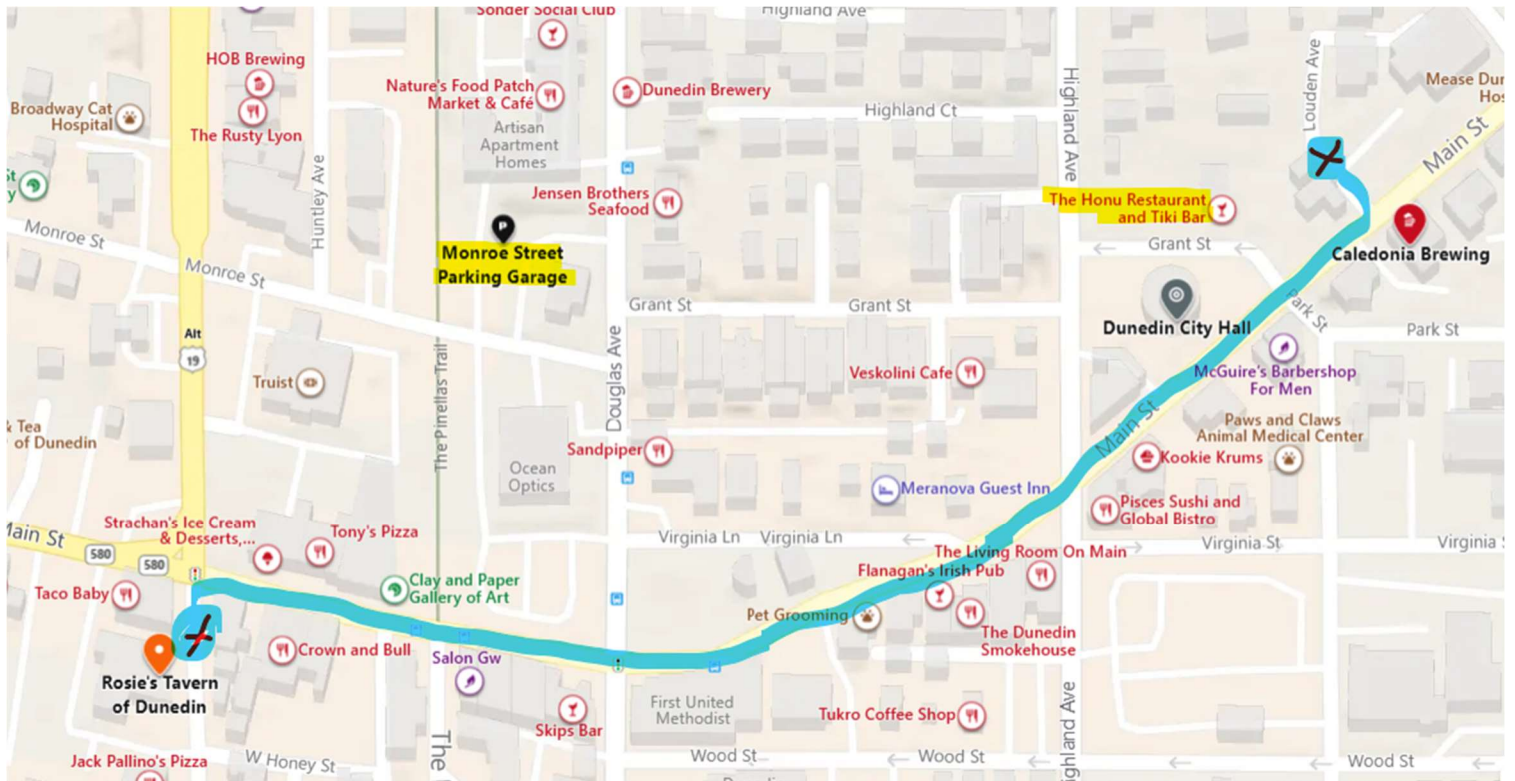 Sonder Social Club
Highland Ave
HOB Brewing
Nature's Food Patch
Market & Café
Dunedin Brewery
Louden Ave
Mease Dun
Hos
Broadway Cat
Hospital
The Rusty Lyon
Artisan
Apartment
Homes
Highland Ct
Highland Ave
Main St
St
y
Huntley Ave
Jensen Brothers
Seafood
The Honu Restaurant
and Tiki Bar
Monroe St
P
Monroe Street
Parking Garage
Grant St
Caledonia Brewing
Monroe St
Grant St
Grant St
Dunedin City Hall
Park St
Park St
Alt
19
The Pinellas Trail
Douglas Ave
Truist
Veskolini Cafe
McGuire's Barbershop
For Men
& Tea
of Dunedin
Sandpiper
Main St
Paws and Claws
Animal Medical Center
Kookie Krums
Ocean
Optics
Meranova Guest Inn
Pisces Sushi and
Global Bistro
Main St
580
580
Strachan's Ice Cream
& Desserts,...
Tony's Pizza
Virginia Ln
Virginia Ln
Virginia St
Virginia
The Living Room On Main
Flanagan's Irish Pub
Taco Baby
Clay and Paper
Gallery of Art
Pet Grooming
The Dunedin
Smokehouse
Crown and Bull
Salon Gw
Rosie's Tavern
of Dunedin
Skips Bar
First United
Methodist
Tukro Coffee Shop
Highland Ave
Jack Pallino's Pizza
W Honey St
The
Wood St
Wood St
Wood St